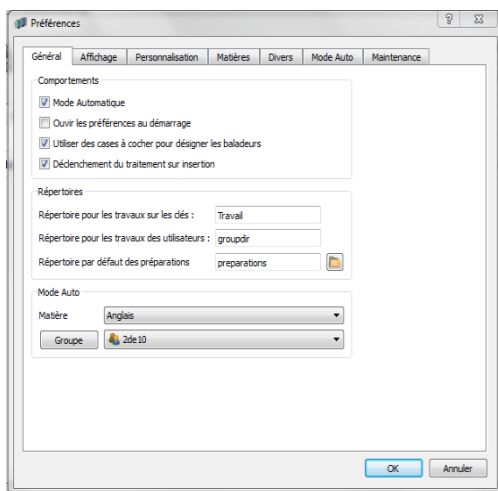 Préférences
Général Affichage Personnalisation Matières Divers Mode Auto Maintenance
Comportements
Mode Automatique
Ouvir les préférences au démarrage
Utiliser des cases à cocher pour désigner les baladeurs
Déclenchement du traitement sur insertion
Répertoires
Répertoire pour les travaux sur les clés : Travail
Répertoire pour les travaux des utilisateurs : groupdir
Répertoire par défaut des préparations preparations
Mode Auto
Matière Anglais
Groupe 2de10
OK Annuler